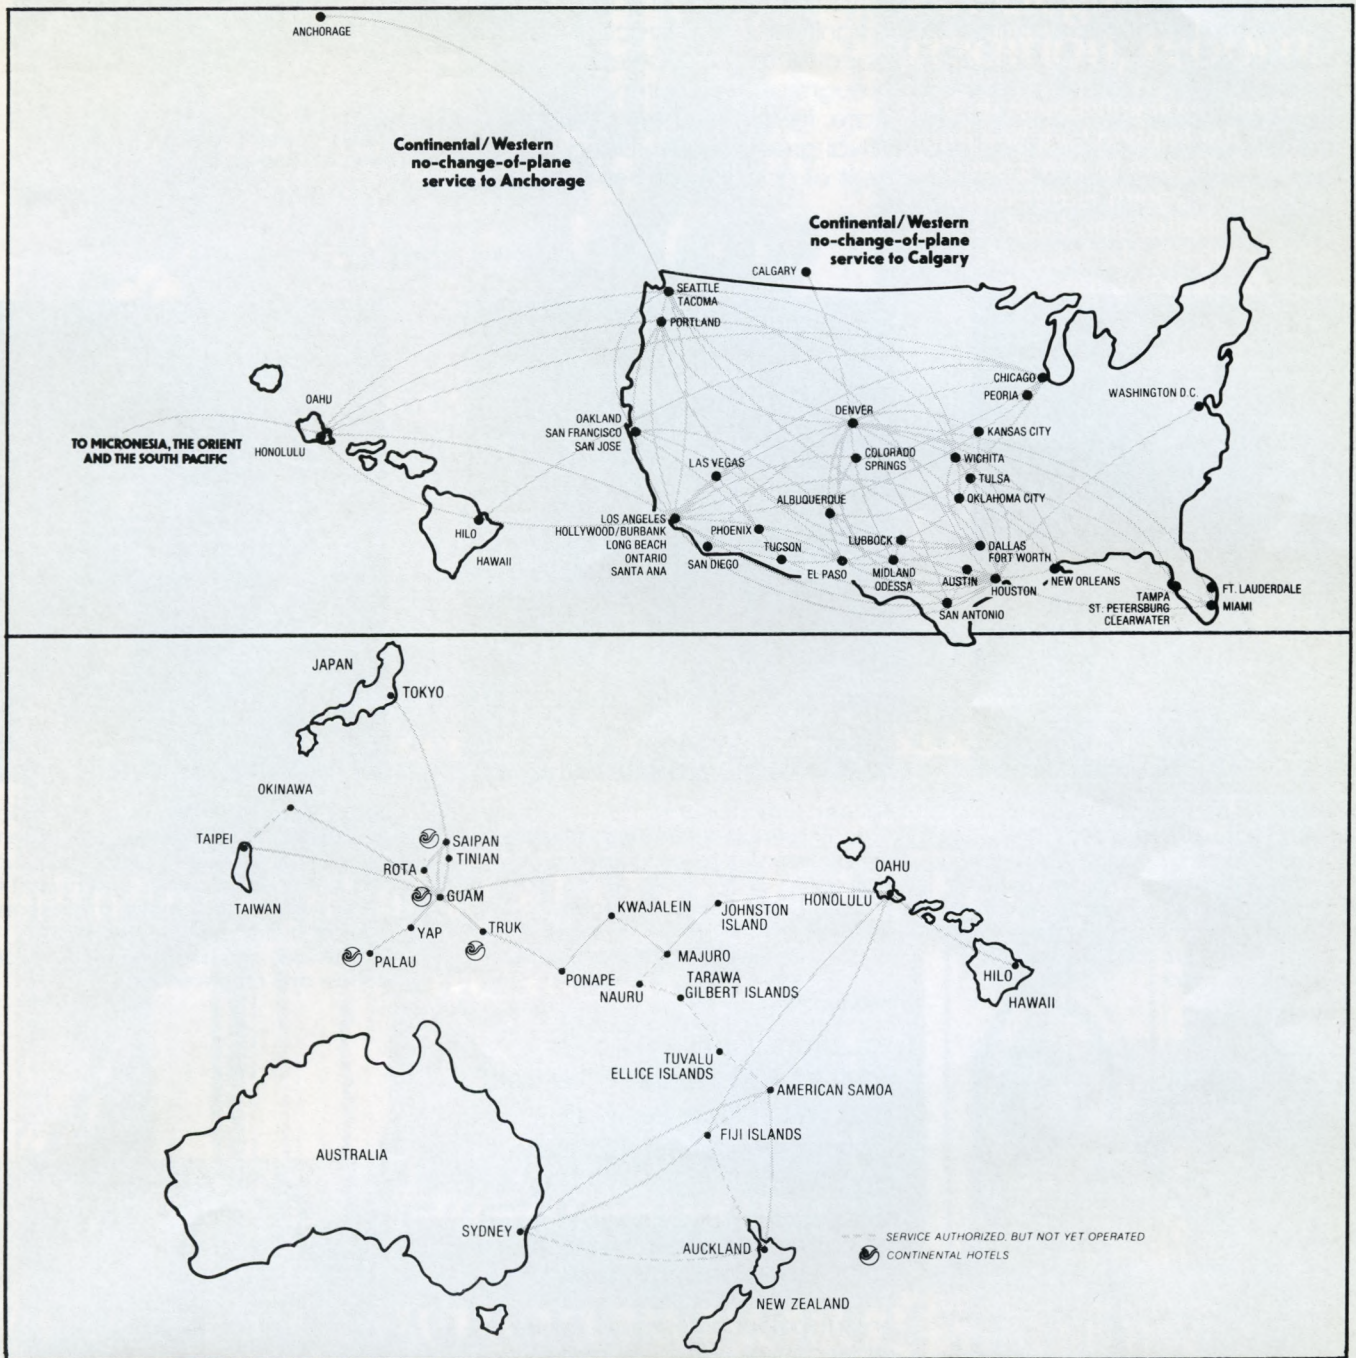 ANCHORAGE
Continental/Western
no-change-of-plane
service to Anchorage
Continental/Western
no-change-of-plane
service to Calgary
CALGARY
SEATTLE
TACOMA
PORTLAND
CHICAGO
PEORIA
WASHINGTON D.C.
OAHU
HONOLULU
TO MICRONESIA, THE ORIENT
AND THE SOUTH PACIFIC
HILO
HAWAII
OAKLAND
SAN FRANCISCO
SAN JOSE
DENVER
KANSAS CITY
COLORADO
SPRINGS
WICHITA
LAS VEGAS
TULSA
ALBUQUERQUE
OKLAHOMA CITY
LOS ANGELES
HOLLYWOOD/BURBANK
LONG BEACH
ONTARIO
SANTA ANA
PHOENIX
LUBBOCK
DALLAS
FORT WORTH
SAN DIEGO
TUCSON
EL PASO
MIDLAND
ODESSA
AUSTIN
HOUSTON
NEW ORLEANS
SAN ANTONIO
TAMPA
ST. PETERSBURG
CLEARWATER
FT. LAUDERDALE
MIAMI
JAPAN
TOKYO
OKINAWA
TAIPEI
TAIWAN
SAIPAN
TINIAN
ROTA
GUAM
YAP
TRUK
PALAU
KWAJALEIN
JOHNSTON
ISLAND
OAHU
HONOLULU
MAJURO
PONAPE
NAURU
TARAWA
GILBERT ISLANDS
HILO
HAWAII
TUVALU
ELLICE ISLANDS
AMERICAN SAMOA
FIJI ISLANDS
AUSTRALIA
SYDNEY
AUCKLAND
NEW ZEALAND
SERVICE AUTHORIZED, BUT NOT YET OPERATED
CONTINENTAL HOTELS